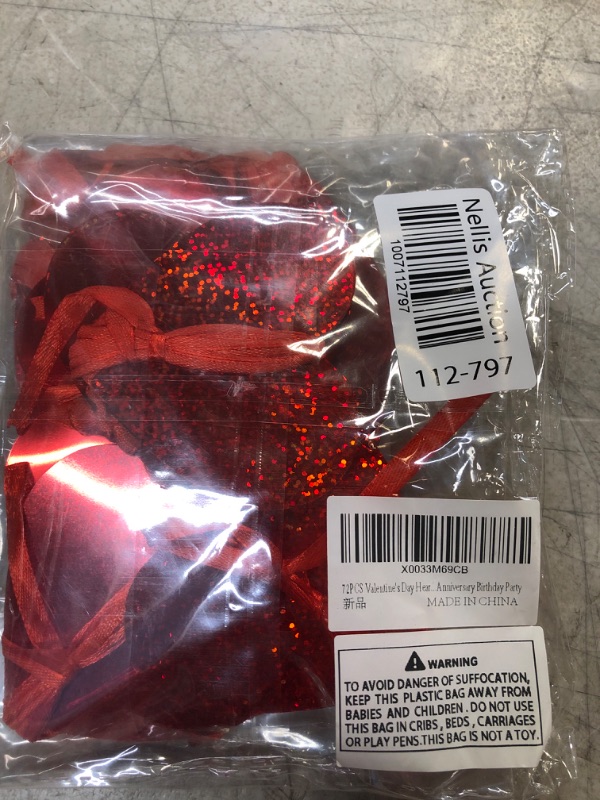 Nellis Auction
1007112797
112-797
X0033M69CB
72PCS Valentine's Day Hear...Anniversary Birthday Party
新品 MADE IN CHINA
WARNING
TO AVOID DANGER OF SUFFOCATION,
KEEP THIS PLASTIC BAG AWAY FROM
BABIES AND CHILDREN. DO NOT USE
THIS BAG IN CRIBS, BEDS, CARRIAGES
OR PLAY PENS.THIS BAG IS NOT A TOY.